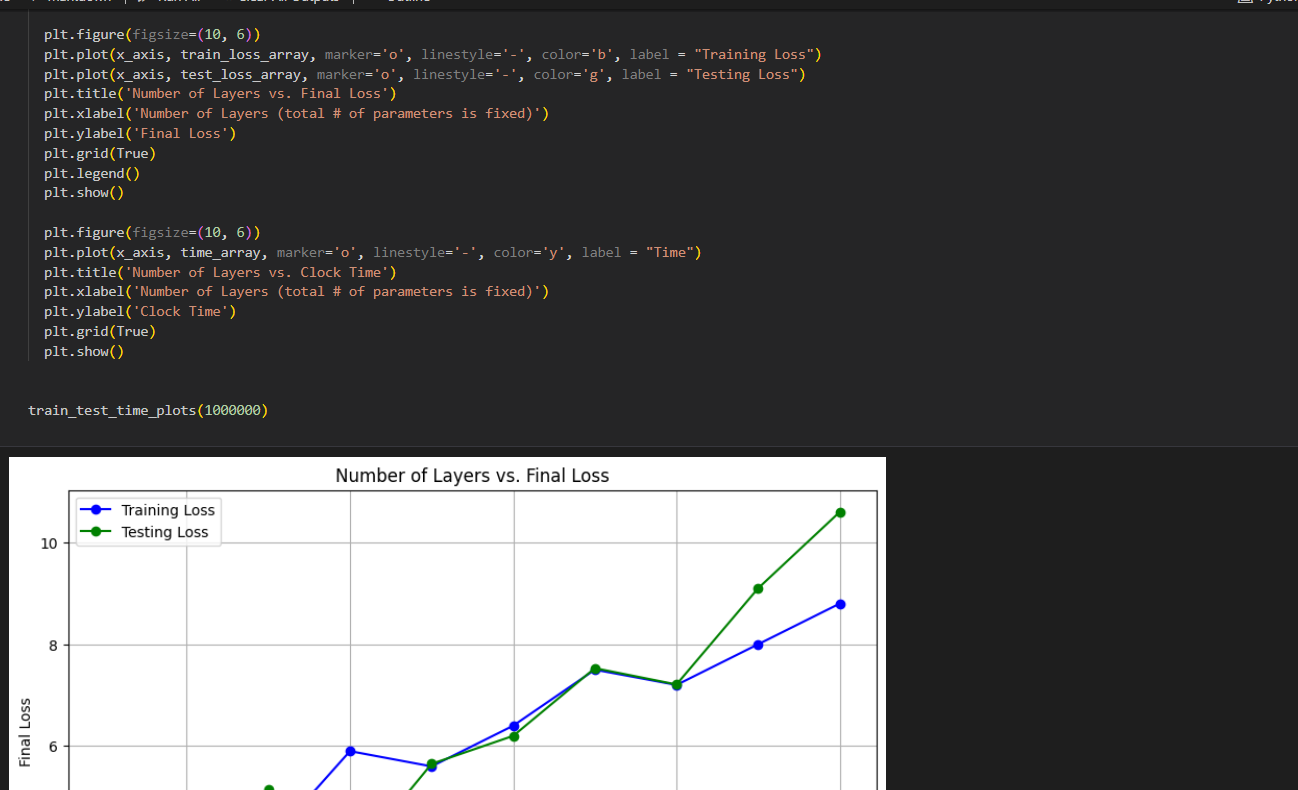 plt.figure(figsize=(10, 6))
plt.plot(x_axis, train_loss_array, marker='o', linestyle='-', color='b', label = "Training Loss")
plt.plot(x_axis, test_loss_array, marker='o', linestyle='-', color='g', label = "Testing Loss")
plt.title('Number of Layers vs. Final Loss')
plt.xlabel('Number of Layers (total # of parameters is fixed)')
plt.ylabel('Final Loss')
plt.grid(True)
plt.legend()
plt.show()
plt.figure(figsize=(10, 6))
plt.plot(x_axis, time_array, marker='o', linestyle='-', color='y', label = "Time")
plt.title('Number of Layers vs. Clock Time')
plt.xlabel('Number of Layers (total # of parameters is fixed)')
plt.ylabel('Clock Time')
plt.grid(True)
plt.show()
train_test_time_plots(1000000)
Number of Layers vs. Final Loss
Training Loss
Testing Loss
10
8
6
Final Loss